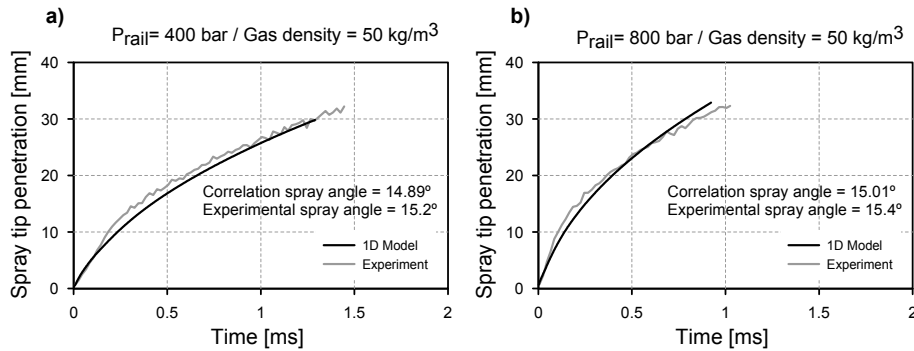 a)
P_rail= 400 bar / Gas density = 50 kg/m³
Spray tip penetration [mm]
40
30
20
10
0
Correlation spray angle = 14.89º
Experimental spray angle = 15.2º
1D Model
Experiment
0
0.5
1
1.5
2
Time [ms]
b)
P_rail= 800 bar / Gas density = 50 kg/m³
Spray tip penetration [mm]
40
30
20
10
0
Correlation spray angle = 15.01º
Experimental spray angle = 15.4º
1D Model
Experiment
0
0.5
1
1.5
2
Time [ms]